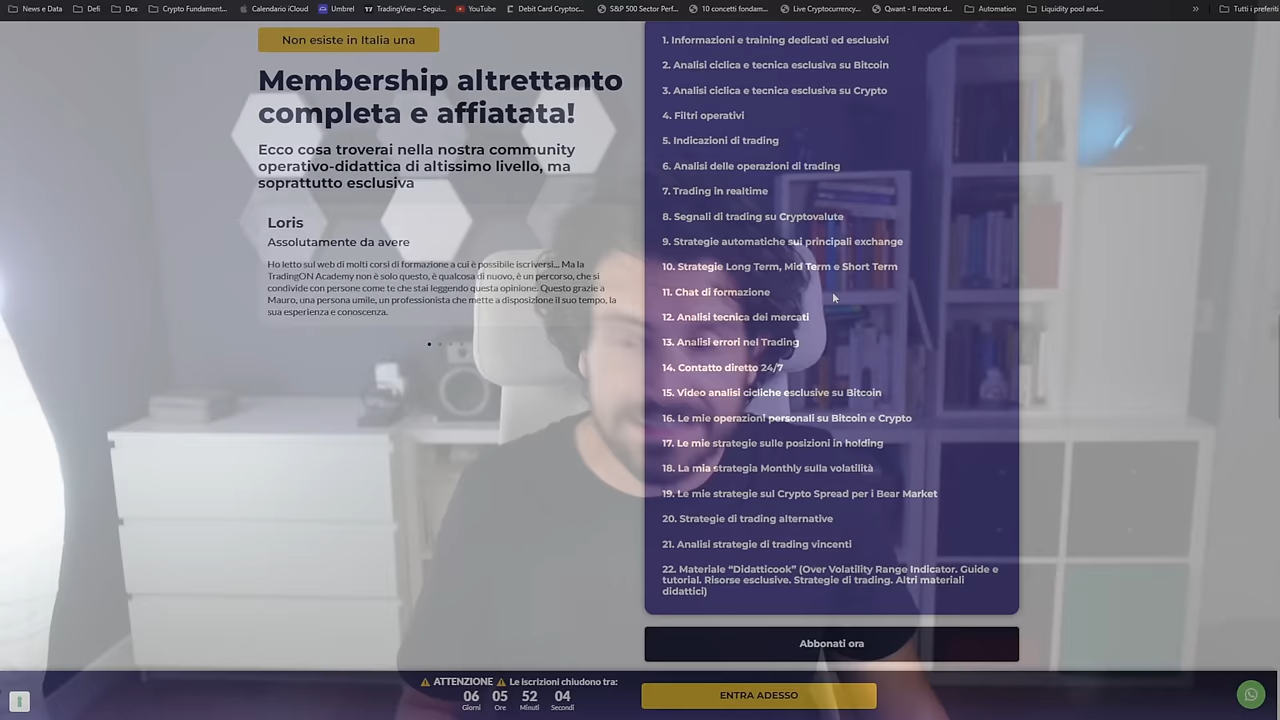 News e Data
Defi
Dex
Crypto Fundament...
Calendario iCloud
Umbrel
TradingView – Segui...
YouTube
Debit Card Cryptoc...
S&P 500 Sector Perf...
10 concetti fondam...
Live Cryptocurrency...
Qwant - Il motore d...
Automation
Liquidity pool and...
»
Tutti i preferiti
Non esiste in Italia una
Membership altrettanto
completa e affiatata!
Ecco cosa troverai nella nostra community
operativo-didattica di altissimo livello, ma
soprattutto esclusiva
Loris
Assolutamente da avere
Ho letto sul web di molti corsi di formazione a cui è possibile iscriversi... Ma la
TradingON Academy non è solo questo, è qualcosa di nuovo, è un percorso, che si
condivide con persone come te che stai leggendo questa opinione. Questo grazie a
Mauro, una persona umile, un professionista che mette a disposizione il suo tempo, la
sua esperienza e conoscenza.
1. Informazioni e training dedicati ed esclusivi
2. Analisi ciclica e tecnica esclusiva su Bitcoin
3. Analisi ciclica e tecnica esclusiva su Crypto
4. Filtri operativi
5. Indicazioni di trading
6. Analisi delle operazioni di trading
7. Trading in realtime
8. Segnali di trading su Cryptovalute
9. Strategie automatiche sui principali exchange
10. Strategie Long Term, Mid Term e Short Term
11. Chat di formazione
12. Analisi tecnica dei mercati
13. Analisi errori nel Trading
14. Contatto diretto 24/7
15. Video analisi cicliche esclusive su Bitcoin
16. Le mie operazioni personali su Bitcoin e Crypto
17. Le mie strategie sulle posizioni in holding
18. La mia strategia Monthly sulla volatilità
19. Le mie strategie sul Crypto Spread per i Bear Market
20. Strategie di trading alternative
21. Analisi strategie di trading vincenti
22. Materiale “Didatticook” (Over Volatility Range Indicator. Guide e
tutorial. Risorse esclusive. Strategie di trading. Altri materiali
didattici)
Abbonati ora
⚠ ATTENZIONE ⚠ Le iscrizioni chiudono tra:
06 05 52 04
Giorni Ore Minuti Secondi
ENTRA ADESSO